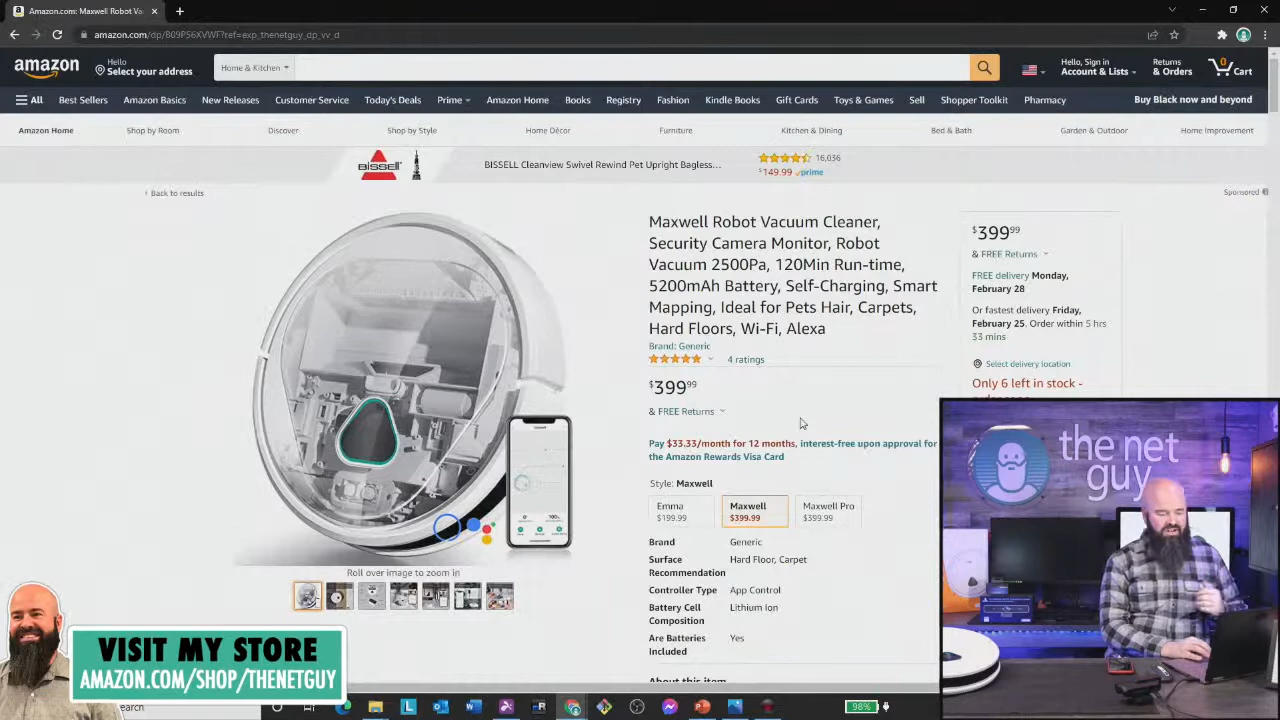 Amazon.com: Maxwell Robot Va
amazon.com/dp/B09P56XVWF?ref=exp_thenetguy_dp_vv_d
amazon
Hello
Select your address
Home & Kitchen
Hello, Sign in
Account & Lists
Returns
& Orders
0
Cart
All
Best Sellers
Amazon Basics
New Releases
Customer Service
Today's Deals
Prime
Amazon Home
Books
Registry
Fashion
Kindle Books
Gift Cards
Toys & Games
Sell
Shopper Toolkit
Pharmacy
Buy Black now and beyond
Amazon Home
Shop by Room
Discover
Shop by Style
Home Décor
Furniture
Kitchen & Dining
Bed & Bath
Garden & Outdoor
Home Improvement
BISSELL
BISSELL Cleanview Swivel Rewind Pet Upright Bagless...
16,036
$149.99 prime
‹ Back to results
Sponsored
Maxwell Robot Vacuum Cleaner,
Security Camera Monitor, Robot
Vacuum 2500Pa, 120Min Run-time,
5200mAh Battery, Self-Charging, Smart
Mapping, Ideal for Pets Hair, Carpets,
Hard Floors, Wi-Fi, Alexa
Brand: Generic
4 ratings
$399.99
& FREE Returns
Pay $33.33/month for 12 months, interest-free upon approval for
the Amazon Rewards Visa Card
Style: Maxwell
Emma
$199.99
Maxwell
$399.99
Maxwell Pro
$399.99
Brand Generic
Surface Hard Floor, Carpet
Recommendation
Controller Type App Control
Battery Cell Lithium Ion
Composition
Are Batteries Yes
Included
About this item
$399.99
& FREE Returns
FREE delivery Monday,
February 28
Or fastest delivery Friday,
February 25. Order within 5 hrs
33 mins
Select delivery location
Only 6 left in stock -
Roll over image to zoom in
the net
guy
VISIT MY STORE
AMAZON.COM/SHOP/THENETGUY
earch
98%